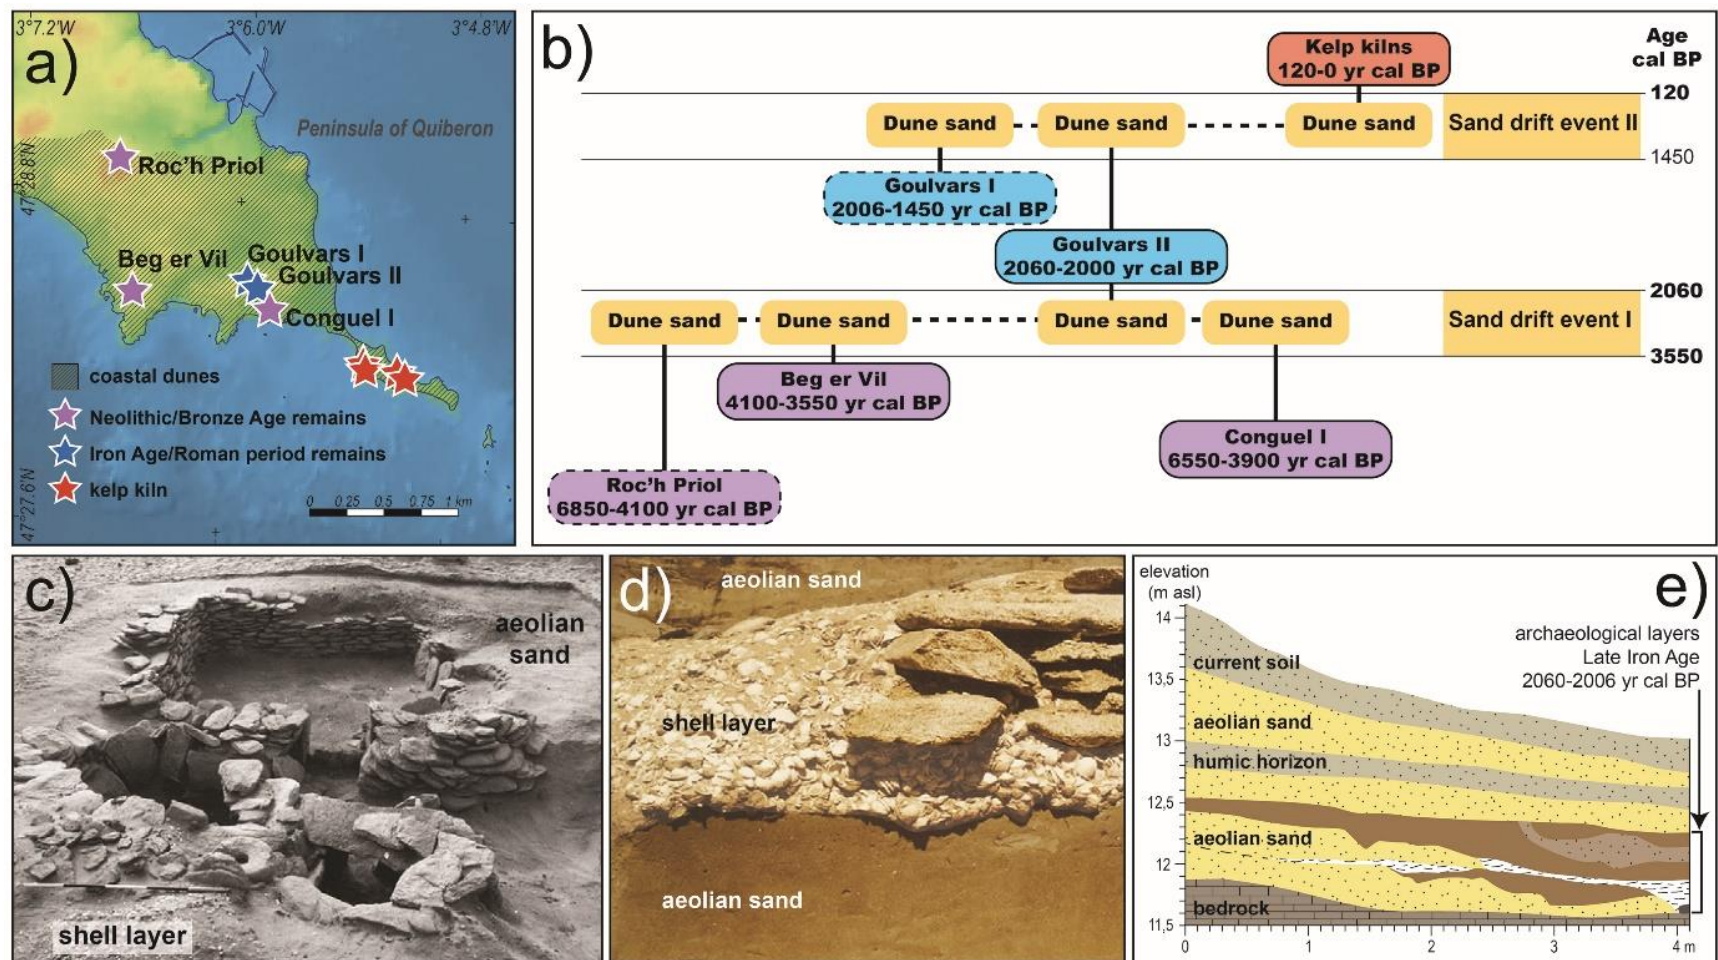 a)
3°7.2'W
3°6.0'W
3°4.8'W
47°28.8'N
47°27.6'N
Peninsula of Quiberon
Roc'h Priol
Beg er Vil
Goulvars I
Goulvars II
Conguel I
coastal dunes
Neolithic/Bronze Age remains
Iron Age/Roman period remains
kelp kiln
0 0.25 0.5 0.75 1 km
b)
Age
cal BP
Kelp kilns
120-0 yr cal BP
120
Dune sand Dune sand Dune sand Sand drift event II
1450
Goulvars I
2006-1450 yr cal BP
Goulvars II
2060-2000 yr cal BP
2060
Dune sand Dune sand Dune sand Dune sand Sand drift event I
3550
Beg er Vil
4100-3550 yr cal BP
Conguel I
6550-3900 yr cal BP
Roc'h Priol
6850-4100 yr cal BP
c)
aeolian
sand
shell layer
d)
aeolian sand
shell layer
aeolian sand
e)
elevation
(m asl)
archaeological layers
Late Iron Age
2060-2006 yr cal BP
14
13,5
13
12,5
12
11,5
current soil
aeolian sand
humic horizon
aeolian sand
bedrock
0 1 2 3 4 m